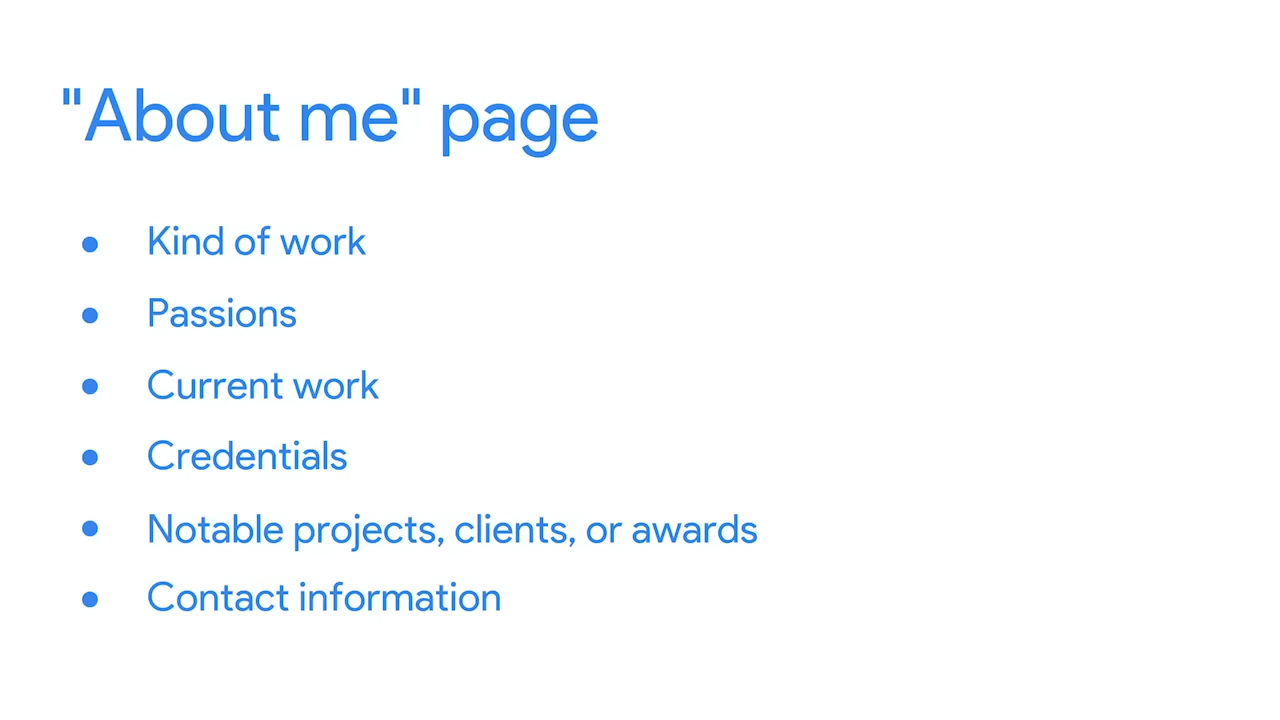 "About me" page
● Kind of work
● Passions
● Current work
● Credentials
● Notable projects, clients, or awards
● Contact information